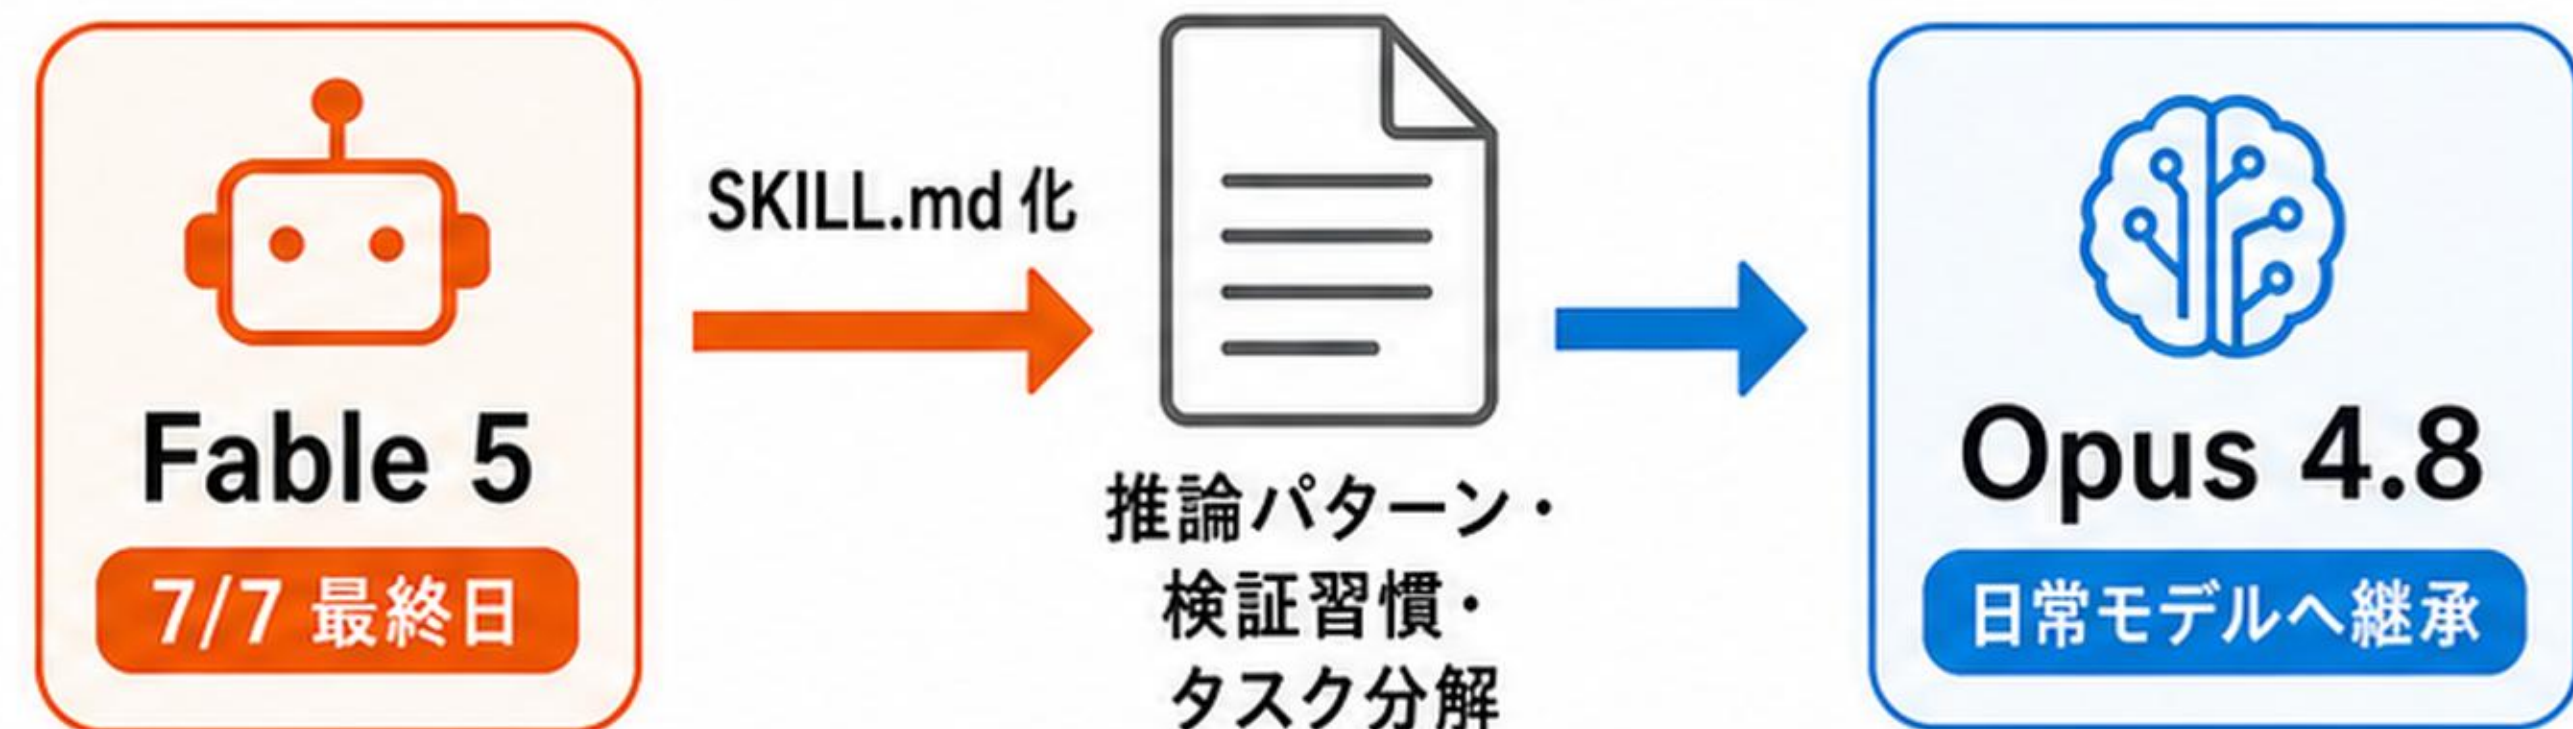 Fable 5
7/7 最終日
SKILL.md 化
推論パターン・
検証習慣・
タスク分解
Opus 4.8
日常モデルへ継承